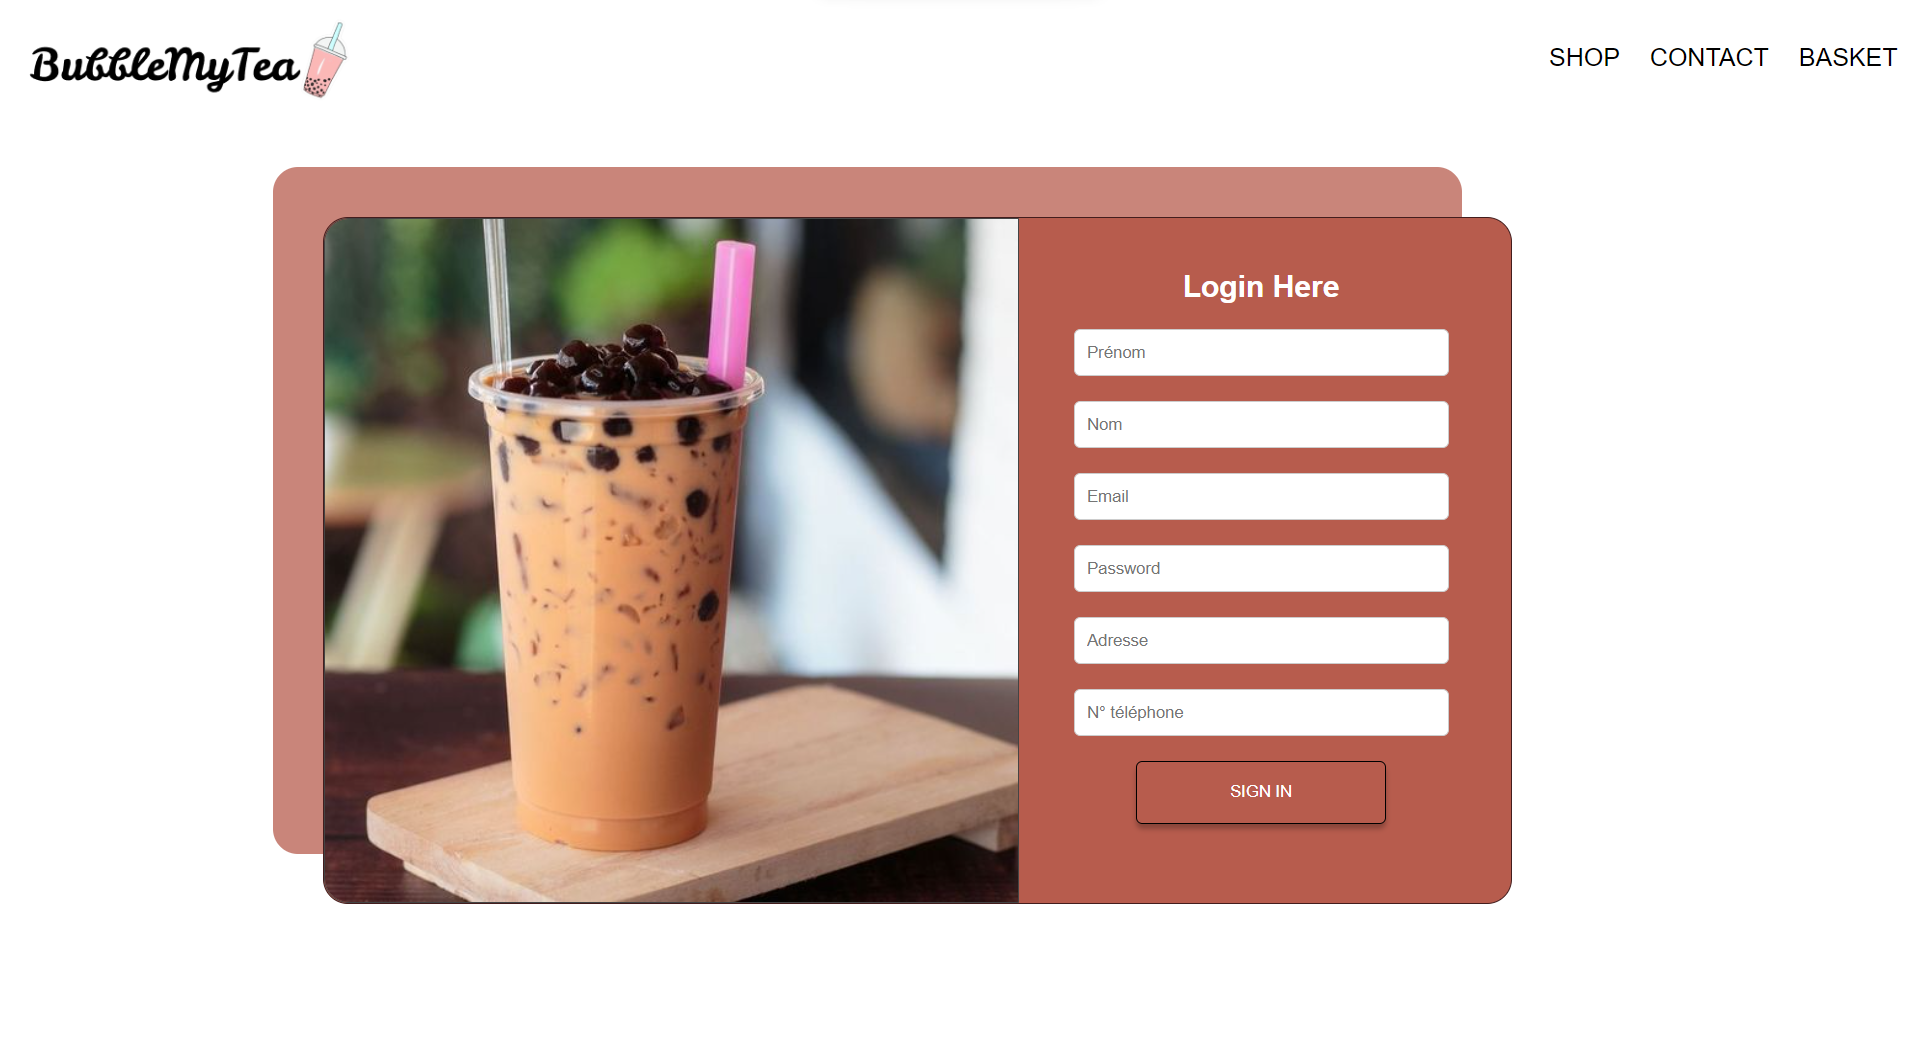 BubbleMyTea
SHOP CONTACT BASKET
Login Here
Prénom
Nom
Email
Password
Adresse
N° téléphone
SIGN IN